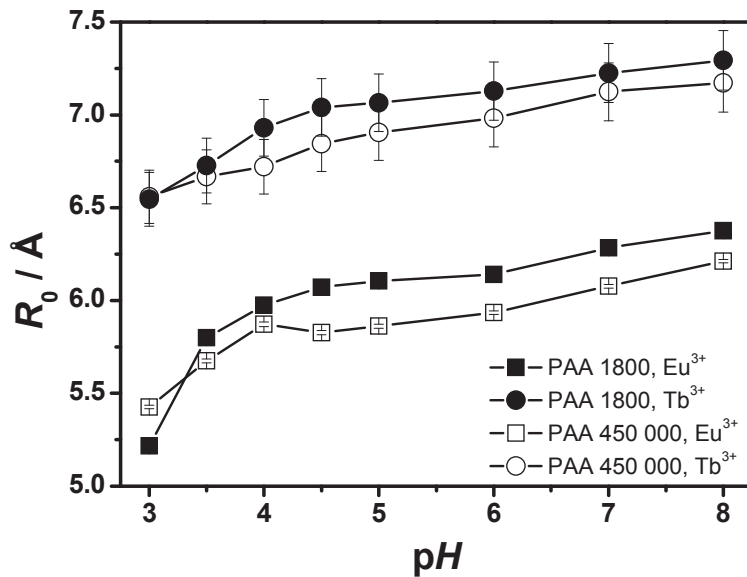 7.5
7.0
6.5
6.0
5.5
5.0
R₀ / Å
PAA 1800, Eu³⁺
PAA 1800, Tb³⁺
PAA 450 000, Eu³⁺
PAA 450 000, Tb³⁺
3 4 5 6 7 8
pH